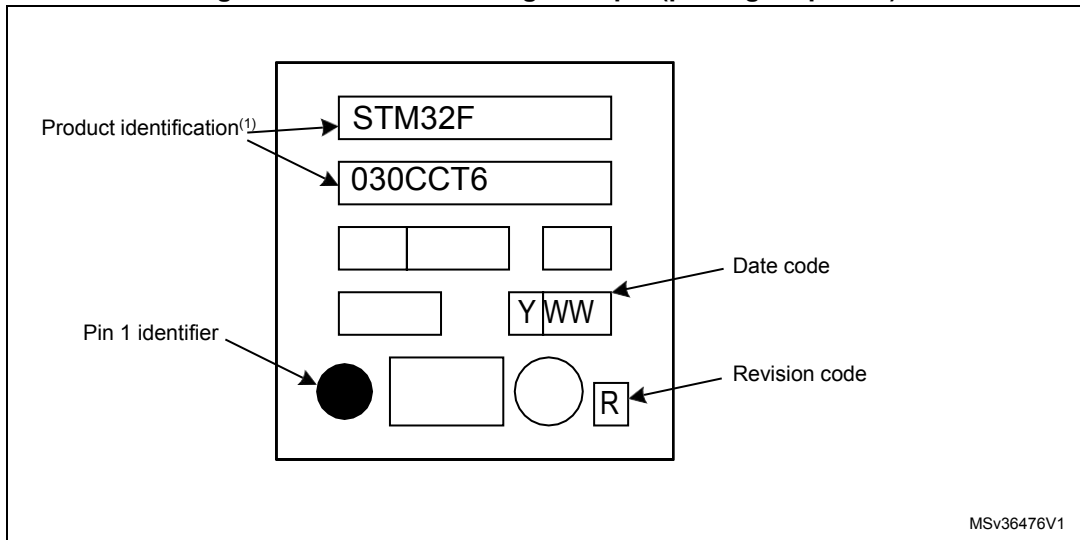 STM32F
Product identification(1)
030CCT6
Date code
Y WW
Pin 1 identifier
Revision code
R
MSv36476V1